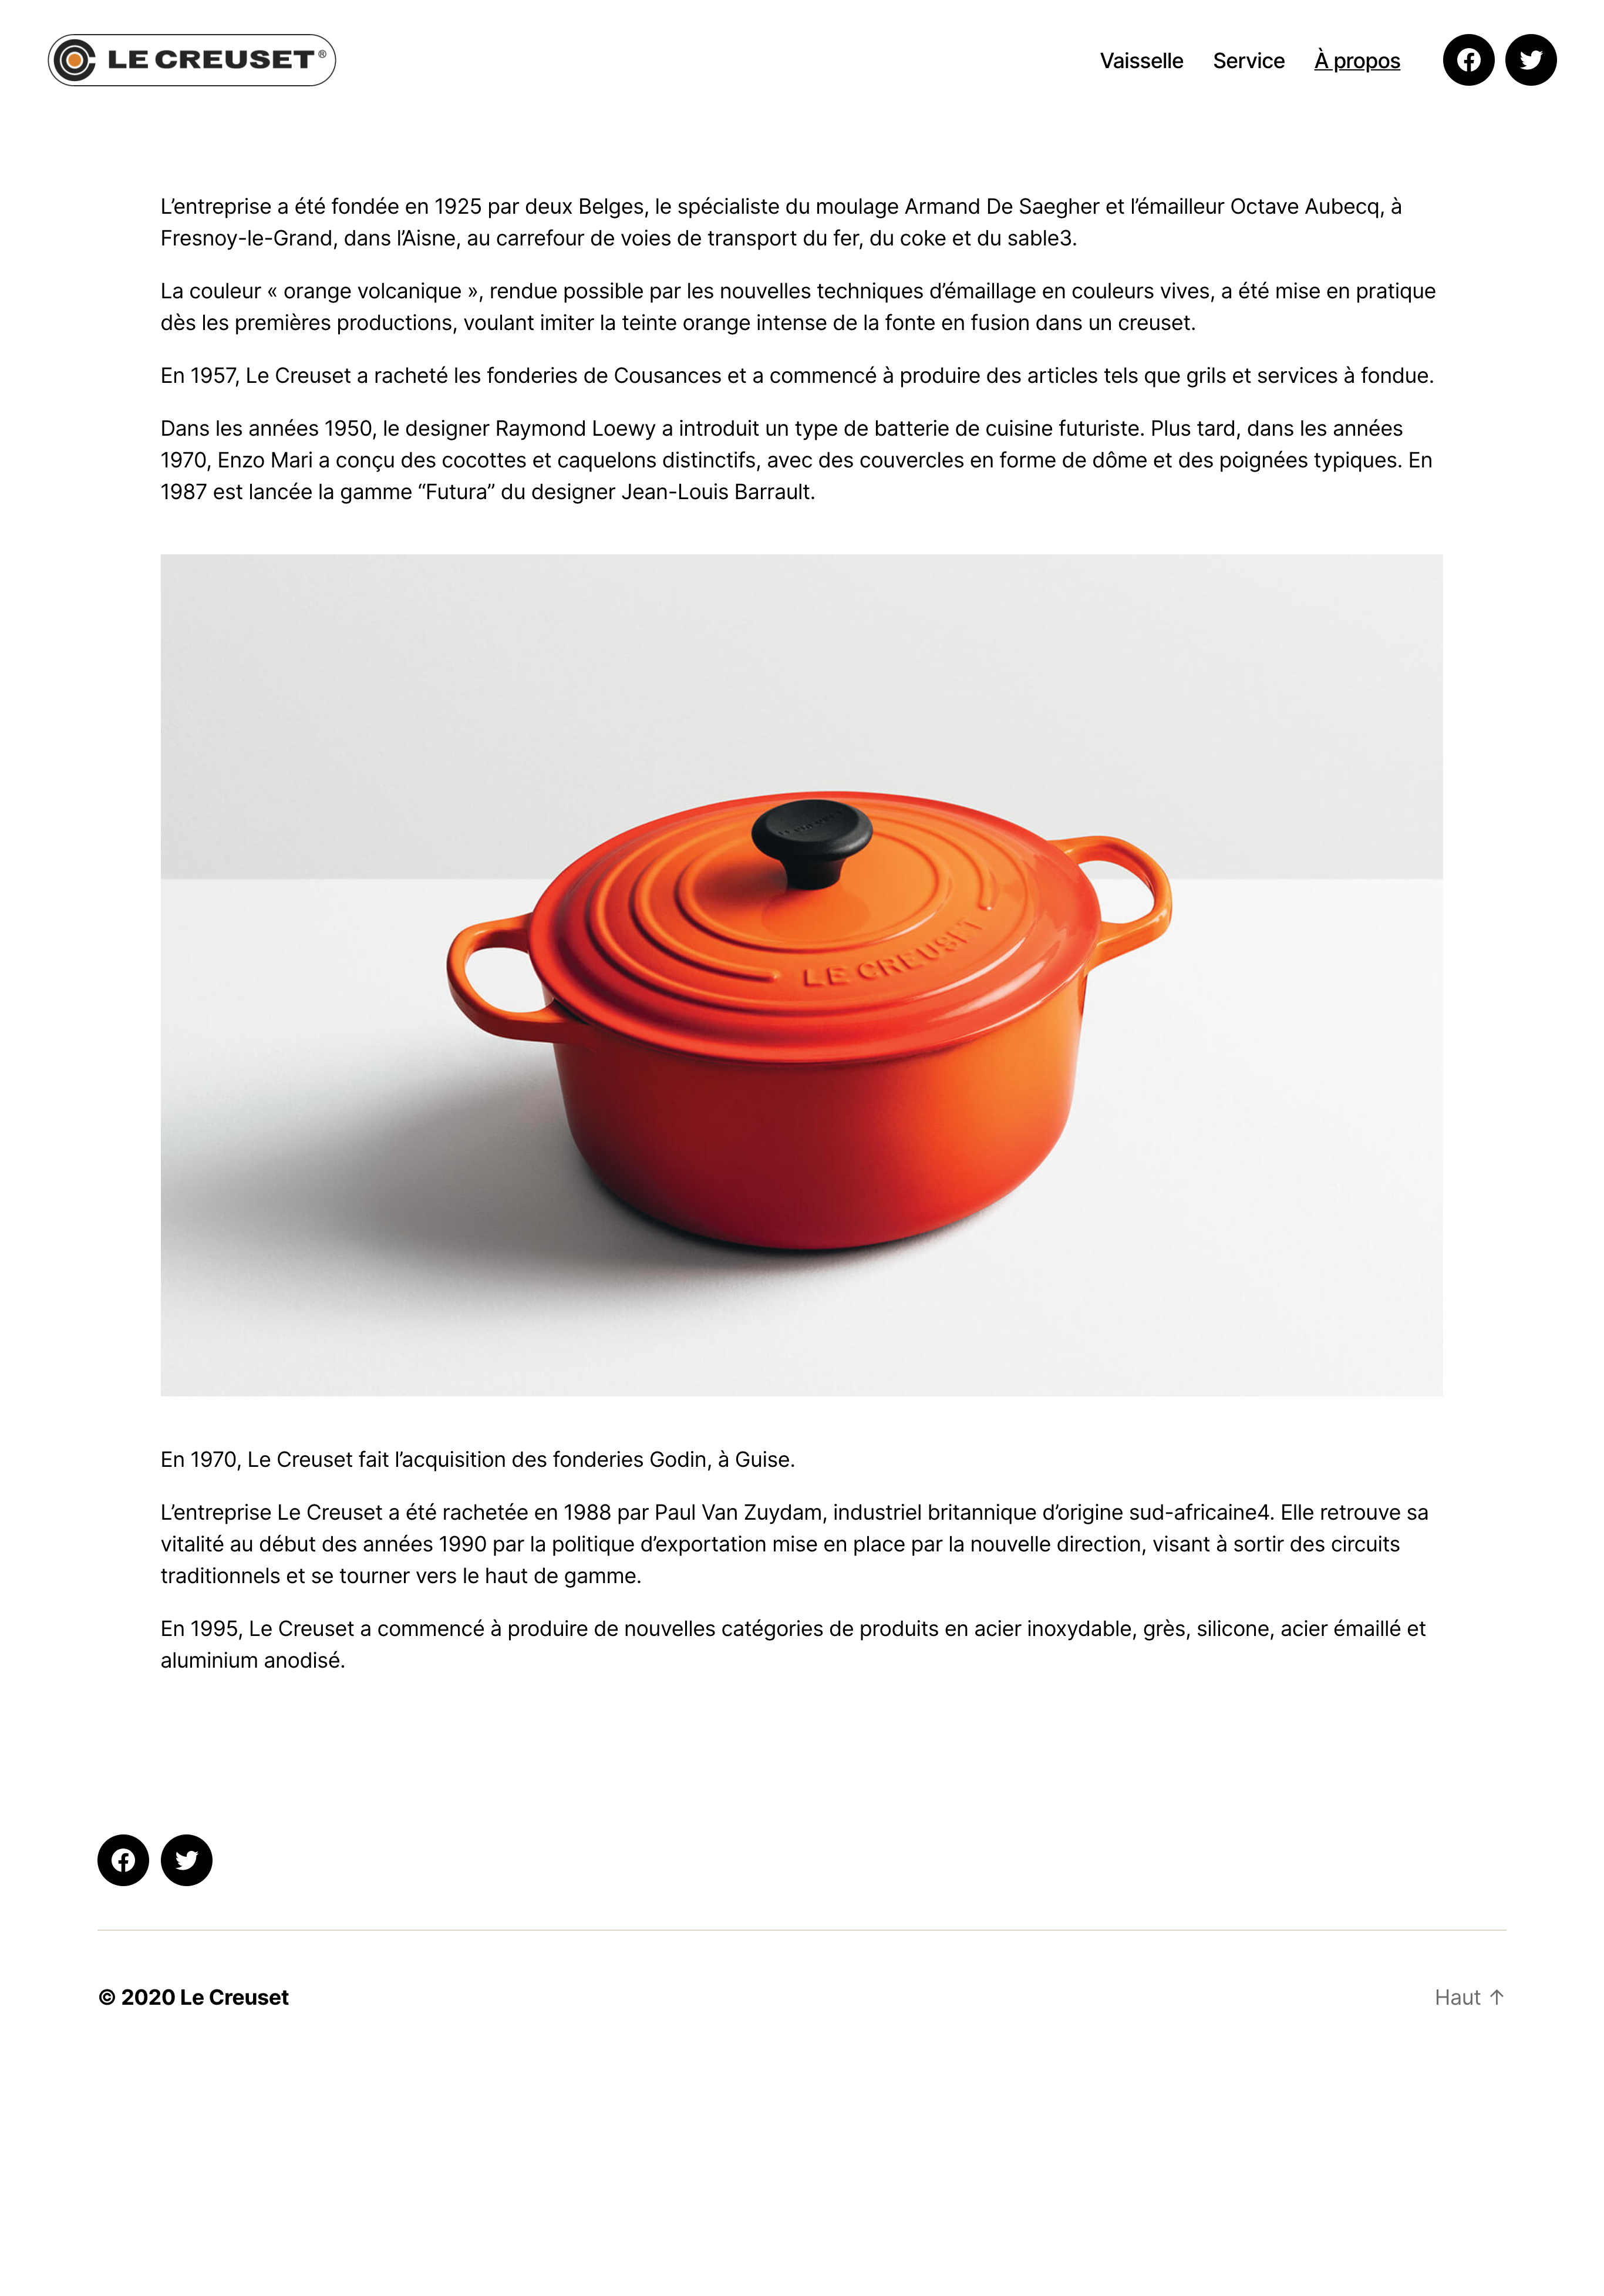 LE CREUSET®
Vaisselle Service À propos
L’entreprise a été fondée en 1925 par deux Belges, le spécialiste du moulage Armand De Saegher et l’émailleur Octave Aubecq, à
Fresnoy-le-Grand, dans l’Aisne, au carrefour de voies de transport du fer, du coke et du sable3.
La couleur « orange volcanique », rendue possible par les nouvelles techniques d’émaillage en couleurs vives, a été mise en pratique
dès les premières productions, voulant imiter la teinte orange intense de la fonte en fusion dans un creuset.
En 1957, Le Creuset a racheté les fonderies de Cousances et a commencé à produire des articles tels que grils et services à fondue.
Dans les années 1950, le designer Raymond Loewy a introduit un type de batterie de cuisine futuriste. Plus tard, dans les années
1970, Enzo Mari a conçu des cocottes et caquelons distinctifs, avec des couvercles en forme de dôme et des poignées typiques. En
1987 est lancée la gamme “Futura” du designer Jean-Louis Barrault.
LE CREUSET
En 1970, Le Creuset fait l’acquisition des fonderies Godin, à Guise.
L’entreprise Le Creuset a été rachetée en 1988 par Paul Van Zuydam, industriel britannique d’origine sud-africaine4. Elle retrouve sa
vitalité au début des années 1990 par la politique d’exportation mise en place par la nouvelle direction, visant à sortir des circuits
traditionnels et se tourner vers le haut de gamme.
En 1995, Le Creuset a commencé à produire de nouvelles catégories de produits en acier inoxydable, grès, silicone, acier émaillé et
aluminium anodisé.
© 2020 Le Creuset
Haut ↑